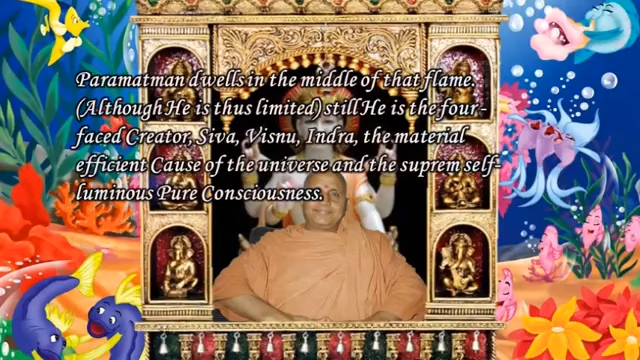 Paramatman dwells in the middle of that flame.
(Although He is thus limited) still He is the four-
faced Creator, Siva, Visnu, Indra, the material
efficient Cause of the universe and the suprem self-
luminous Pure Consciousness.